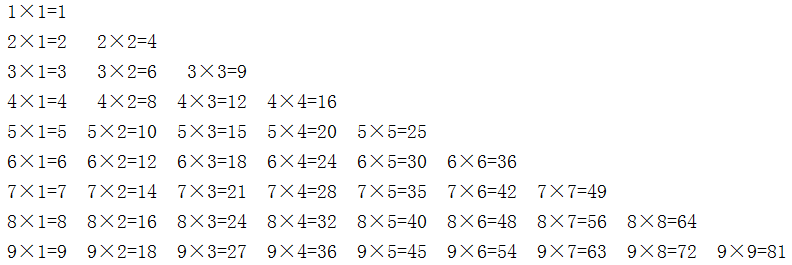 1×1=1
2×1=2 2×2=4
3×1=3 3×2=6 3×3=9
4×1=4 4×2=8 4×3=12 4×4=16
5×1=5 5×2=10 5×3=15 5×4=20 5×5=25
6×1=6 6×2=12 6×3=18 6×4=24 6×5=30 6×6=36
7×1=7 7×2=14 7×3=21 7×4=28 7×5=35 7×6=42 7×7=49
8×1=8 8×2=16 8×3=24 8×4=32 8×5=40 8×6=48 8×7=56 8×8=64
9×1=9 9×2=18 9×3=27 9×4=36 9×5=45 9×6=54 9×7=63 9×8=72 9×9=81